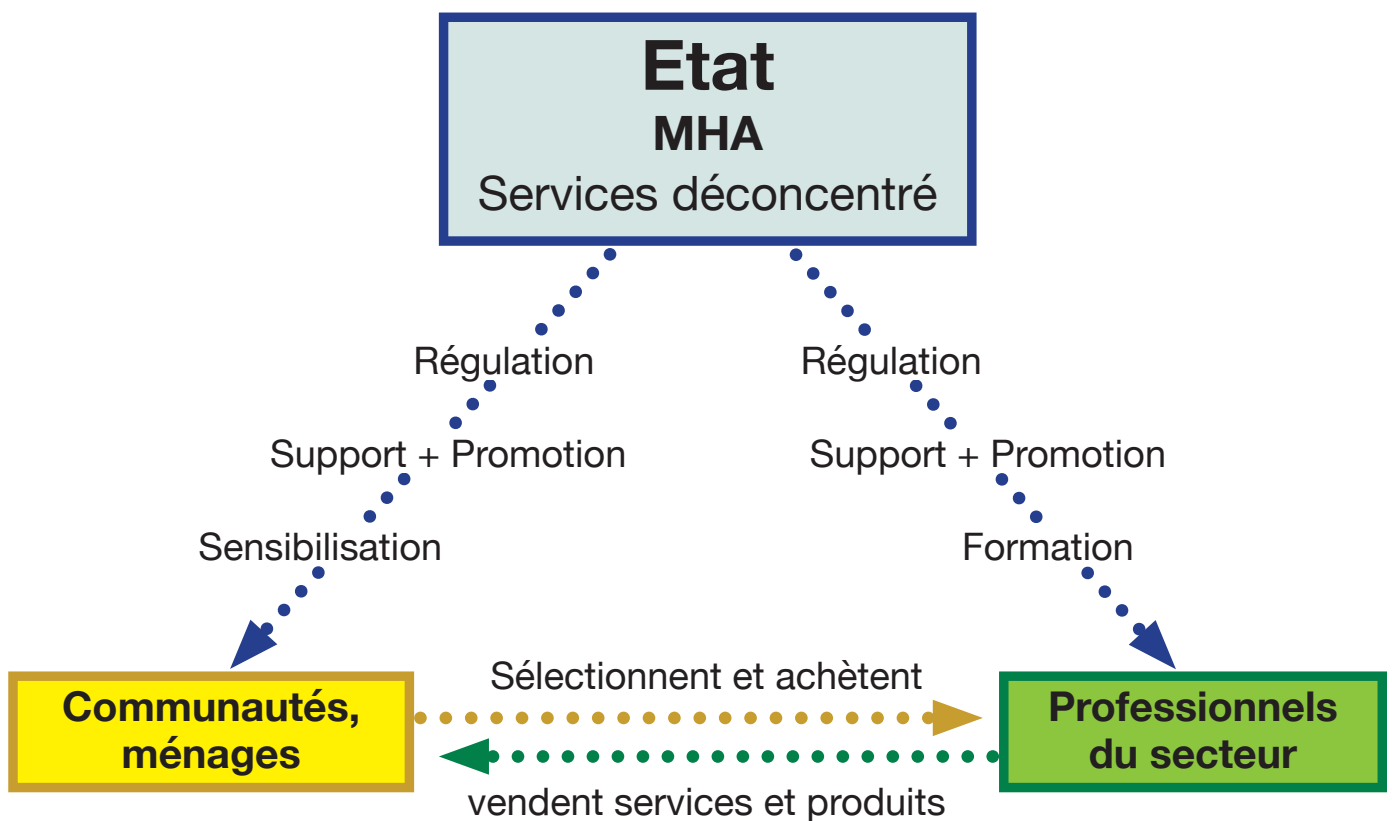 Etat
MHA
Services déconcentré
Régulation
Régulation
Support + Promotion
Support + Promotion
Sensibilisation
Formation
Communautés,
ménages
Sélectionnent et achètent
vendent services et produits
Professionnels
du secteur